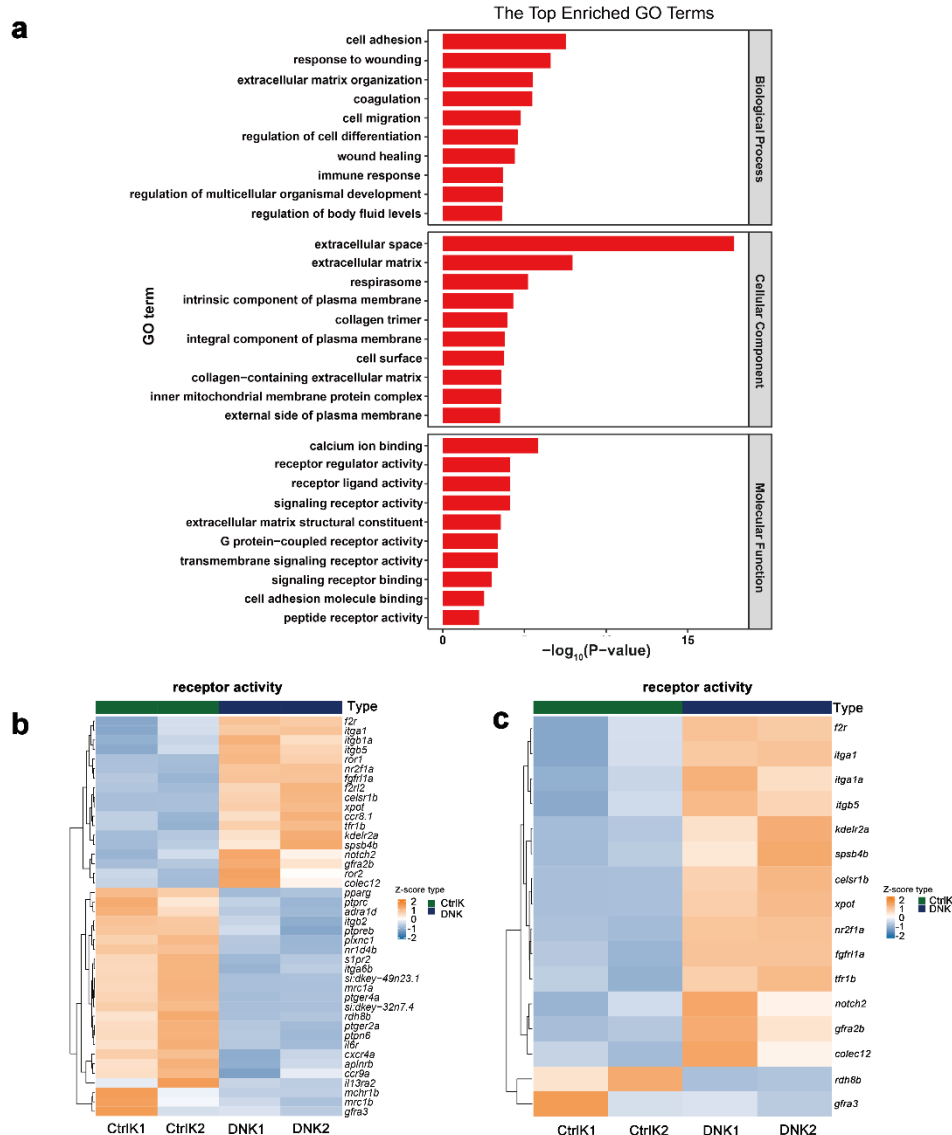 a
The Top Enriched GO Terms
GO term
cell adhesion
response to wounding
extracellular matrix organization
coagulation
cell migration
regulation of cell differentiation
wound healing
immune response
regulation of multicellular organismal development
regulation of body fluid levels
Biological Process
extracellular space
extracellular matrix
respirasome
intrinsic component of plasma membrane
collagen trimer
integral component of plasma membrane
cell surface
collagen−containing extracellular matrix
inner mitochondrial membrane protein complex
external side of plasma membrane
Cellular Component
calcium ion binding
receptor regulator activity
receptor ligand activity
signaling receptor activity
extracellular matrix structural constituent
G protein−coupled receptor activity
transmembrane signaling receptor activity
signaling receptor binding
cell adhesion molecule binding
peptide receptor activity
Molecular Function
0 15
−log10(P−value)
b
receptor activity
Type
f2r
itga1
itgb1a
itgb5
ror1
nr2f1a
fgfrl1a
f2rl2
celsr1b
xpot
ccr8.1
tfr1b
kdelr2a
spsb4b
notch2
gfra2b
ror2
colec12
pparg
ptprc
adra1d
itgb2
ptpreb
plxnc1
nr1d4b
s1pr2
itga6b
si:dkey−49n23.1
mrc1a
ptger4a
si:dkey−32n7.4
rdh8b
ptger2a
ptpn6
il6r
cxcr4a
aplnrb
ccr9a
il13ra2
mchr1b
mrc1b
gfra3
Z-score type
2
1
0
-1
-2
CtrlK
DNK
CtrlK1 CtrlK2 DNK1 DNK2
c
receptor activity
Type
f2r
itga1
itga1a
itgb5
kdelr2a
spsb4b
celsr1b
xpot
nr2f1a
fgfrl1a
tfr1b
notch2
gfra2b
colec12
rdh8b
gfra3
Z-score type
2
1
0
-1
-2
CtrlK
DNK
CtrlK1 CtrlK2 DNK1 DNK2